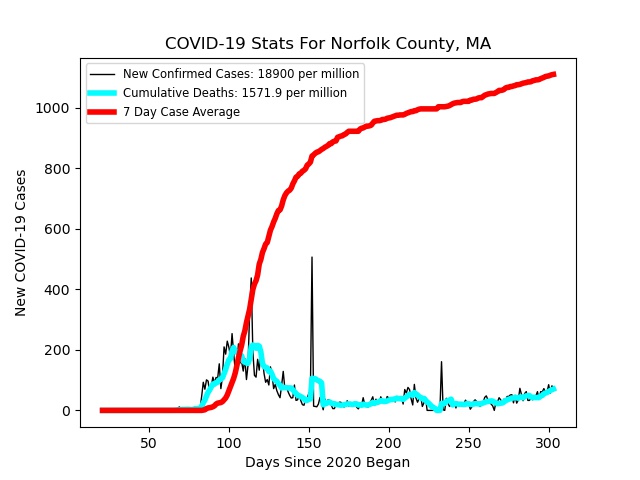 COVID-19 Stats For Norfolk County, MA
New Confirmed Cases: 18900 per million
Cumulative Deaths: 1571.9 per million
7 Day Case Average
New COVID-19 Cases
1000
800
600
400
200
0
50 100 150 200 250 300
Days Since 2020 Began